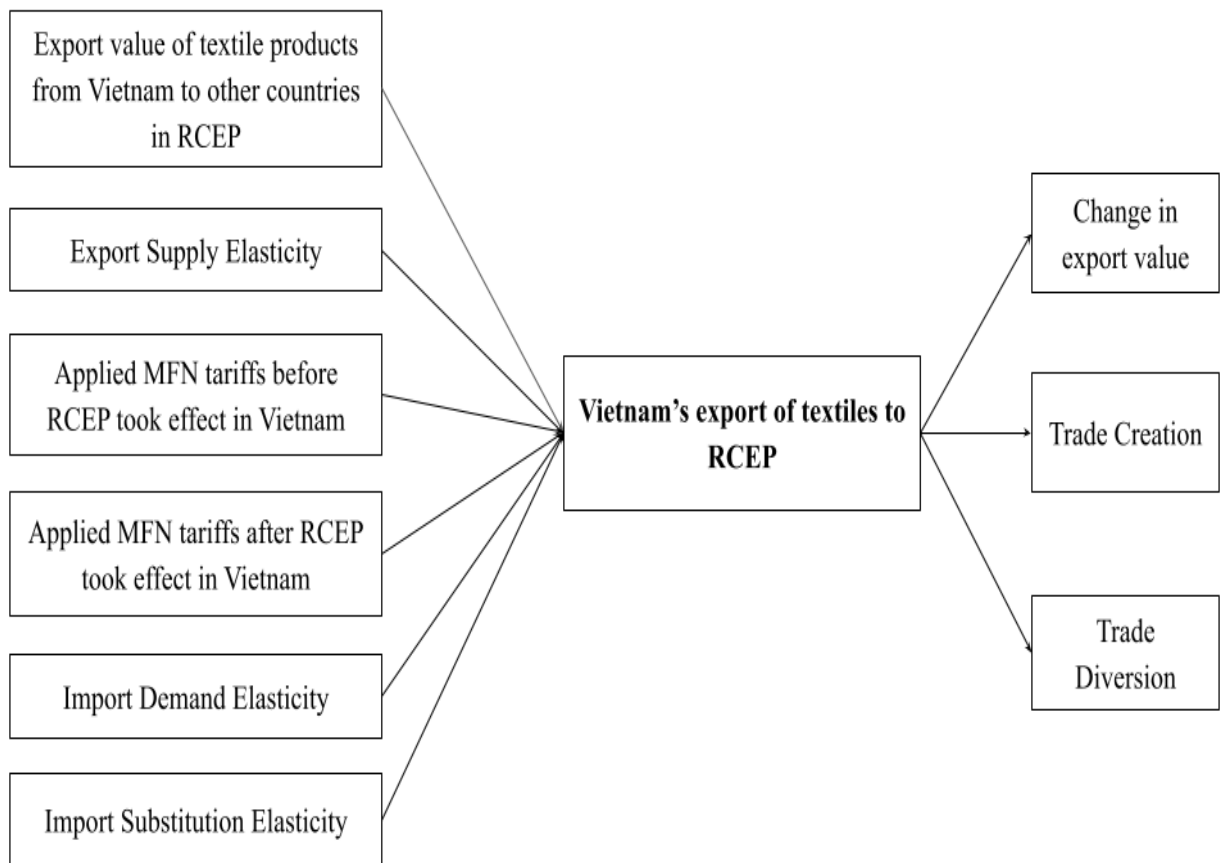 Export value of textile products
from Vietnam to other countries
in RCEP
Export Supply Elasticity
Applied MFN tariffs before
RCEP took effect in Vietnam
Applied MFN tariffs after RCEP
took effect in Vietnam
Import Demand Elasticity
Import Substitution Elasticity
Vietnam's export of textiles to
RCEP
Change in
export value
Trade Creation
Trade
Diversion